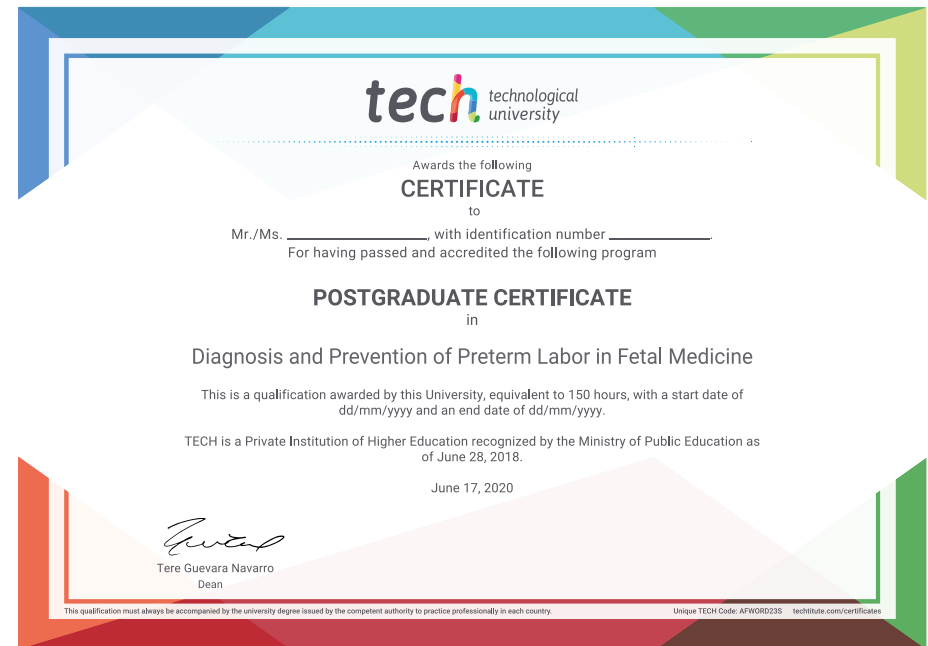 tech technological
university
Awards the following
CERTIFICATE
to
Mr./Ms. ____________________, with identification number ______________.
For having passed and accredited the following program
POSTGRADUATE CERTIFICATE
in
Diagnosis and Prevention of Preterm Labor in Fetal Medicine
This is a qualification awarded by this University, equivalent to 150 hours, with a start date of
dd/mm/yyyy and an end date of dd/mm/yyyy.
TECH is a Private Institution of Higher Education recognized by the Ministry of Public Education as
of June 28, 2018.
June 17, 2020
Tere Guevara Navarro
Dean
This qualification must always be accompanied by the university degree issued by the competent authority to practice professionally in each country.
Unique TECH Code: AFWORD23S techtitute.com/certificates